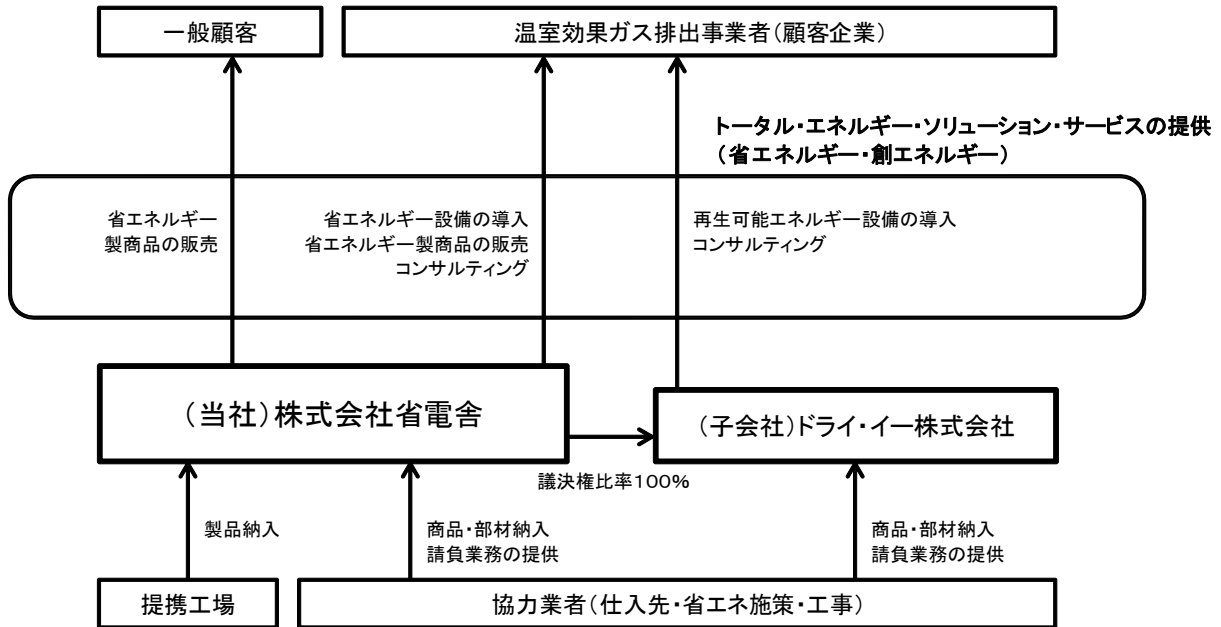 一般顧客
温室効果ガス排出事業者(顧客企業)
トータル・エネルギー・ソリューション・サービスの提供
(省エネルギー・創エネルギー)
省エネルギー
製商品の販売
省エネルギー設備の導入
省エネルギー製商品の販売
コンサルティング
再生可能エネルギー設備の導入
コンサルティング
(当社)株式会社省電舎
(子会社)ドライ・イー株式会社
議決権比率100%
製品納入
商品・部材納入
請負業務の提供
商品・部材納入
請負業務の提供
提携工場
協力業者(仕入先・省エネ施策・工事)